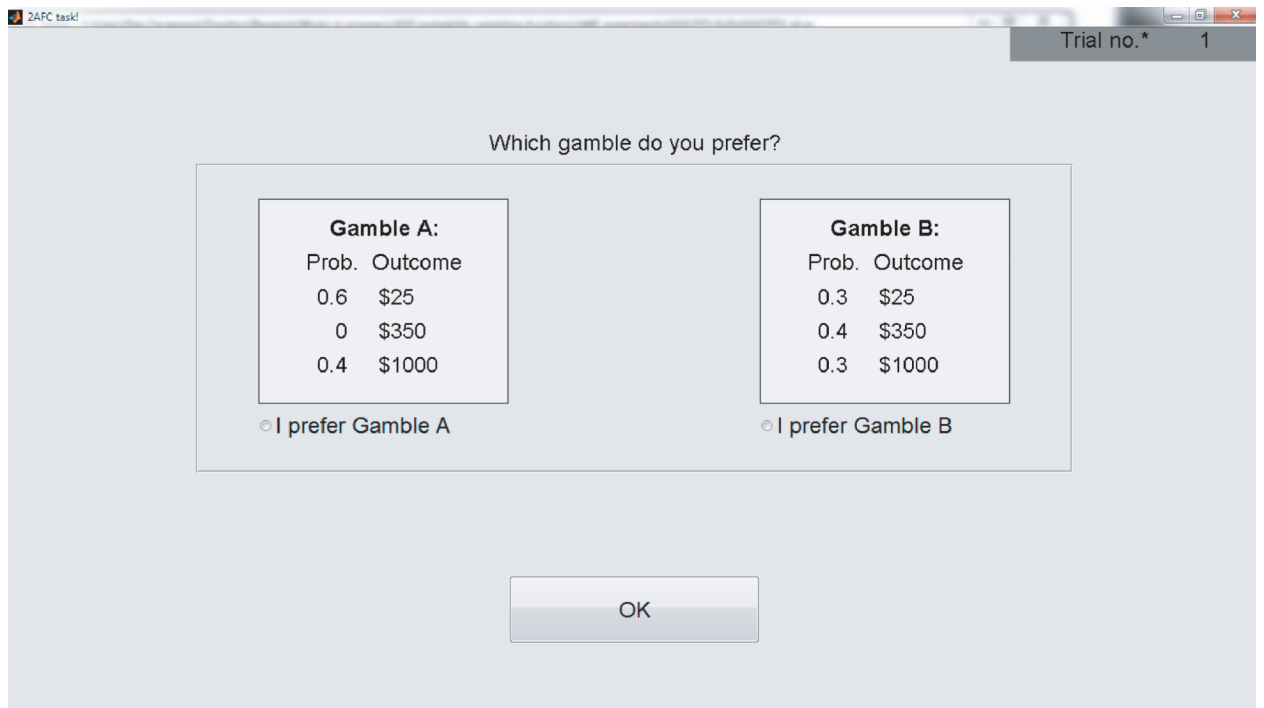 2AFC task!
Trial no.* 1
Which gamble do you prefer?
Gamble A:
Prob. Outcome
0.6 $25
0 $350
0.4 $1000
I prefer Gamble A
Gamble B:
Prob. Outcome
0.3 $25
0.4 $350
0.3 $1000
I prefer Gamble B
OK